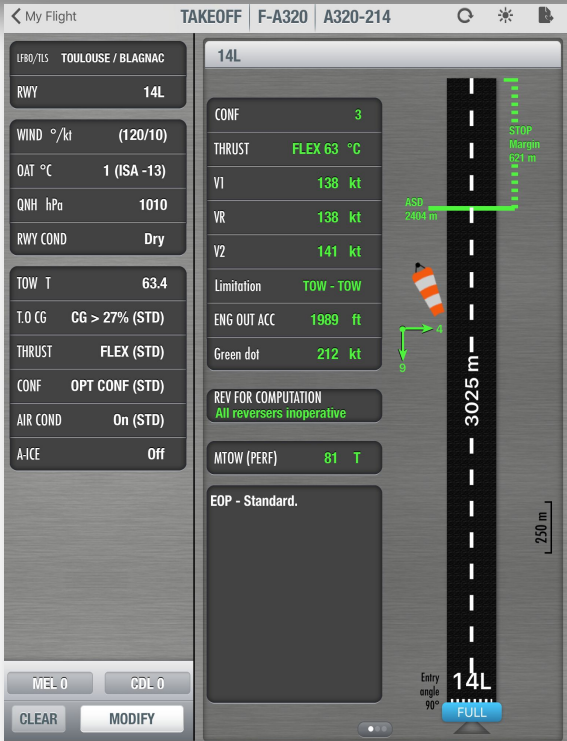 My Flight
TAKEOFF F-A320 A320-214
LFBO/TLS TOULOUSE / BLAGNAC
RWY 14L
WIND °/kt (120/10)
OAT °C 1 (ISA -13)
QNH hPa 1010
RWY COND Dry
TOW T 63.4
T.O CG CG > 27% (STD)
THRUST FLEX (STD)
CONF OPT CONF (STD)
AIR COND On (STD)
A-ICE Off
MEL 0 CDL 0
CLEAR MODIFY
14L
CONF 3
THRUST FLEX 63 °C
V1 138 kt
VR 138 kt
V2 141 kt
Limitation TOW - TOW
ENG OUT ACC 1989 ft
Green dot 212 kt
REV FOR COMPUTATION
All reversers inoperative
MTOW (PERF) 81 T
EOP - Standard.
STOP
Margin
621 m
ASD
2404 m
4
9
3025 m
250 m
Entry
angle
90°
14L
FULL